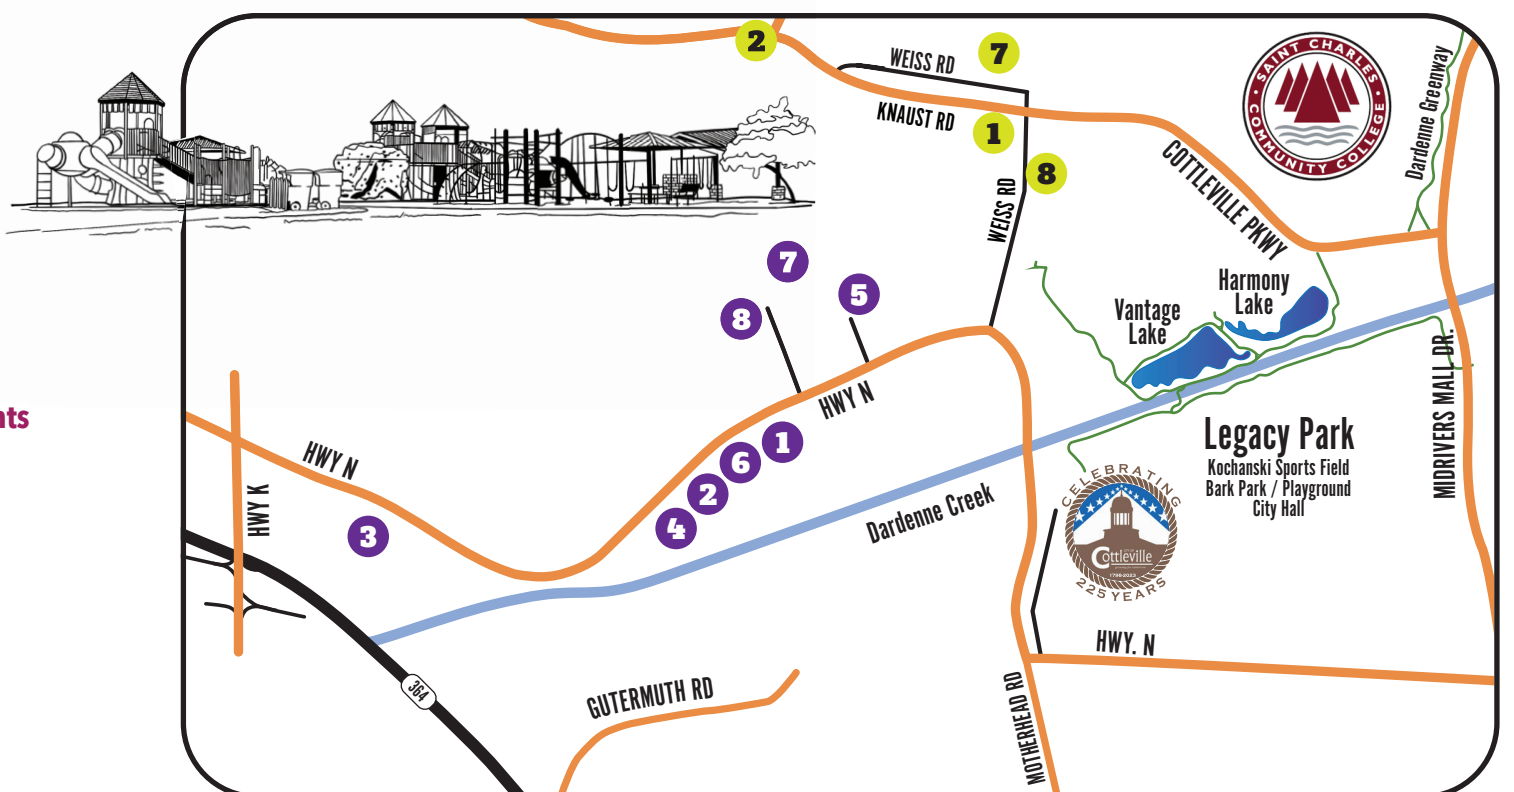 2
WEISS RD
7
KNAUST RD
1
8
WEISS RD
COTTLEVILLE PKWY
SAINT CHARLES
COMMUNITY COLLEGE
Dardenne Greenway
7
5
8
Harmony
Lake
Vantage
Lake
HWY N
MIDRIVERS MALL DR.
nts
1
6
2
4
HWY N
HWY K
3
Legacy Park
Kochanski Sports Field
Bark Park / Playground
City Hall
Dardenne Creek
CELEBRATING
Cottleville
1798-2023
225 YEARS
HWY. N
364
GUTERMUTH RD
MOTHERHEAD RD